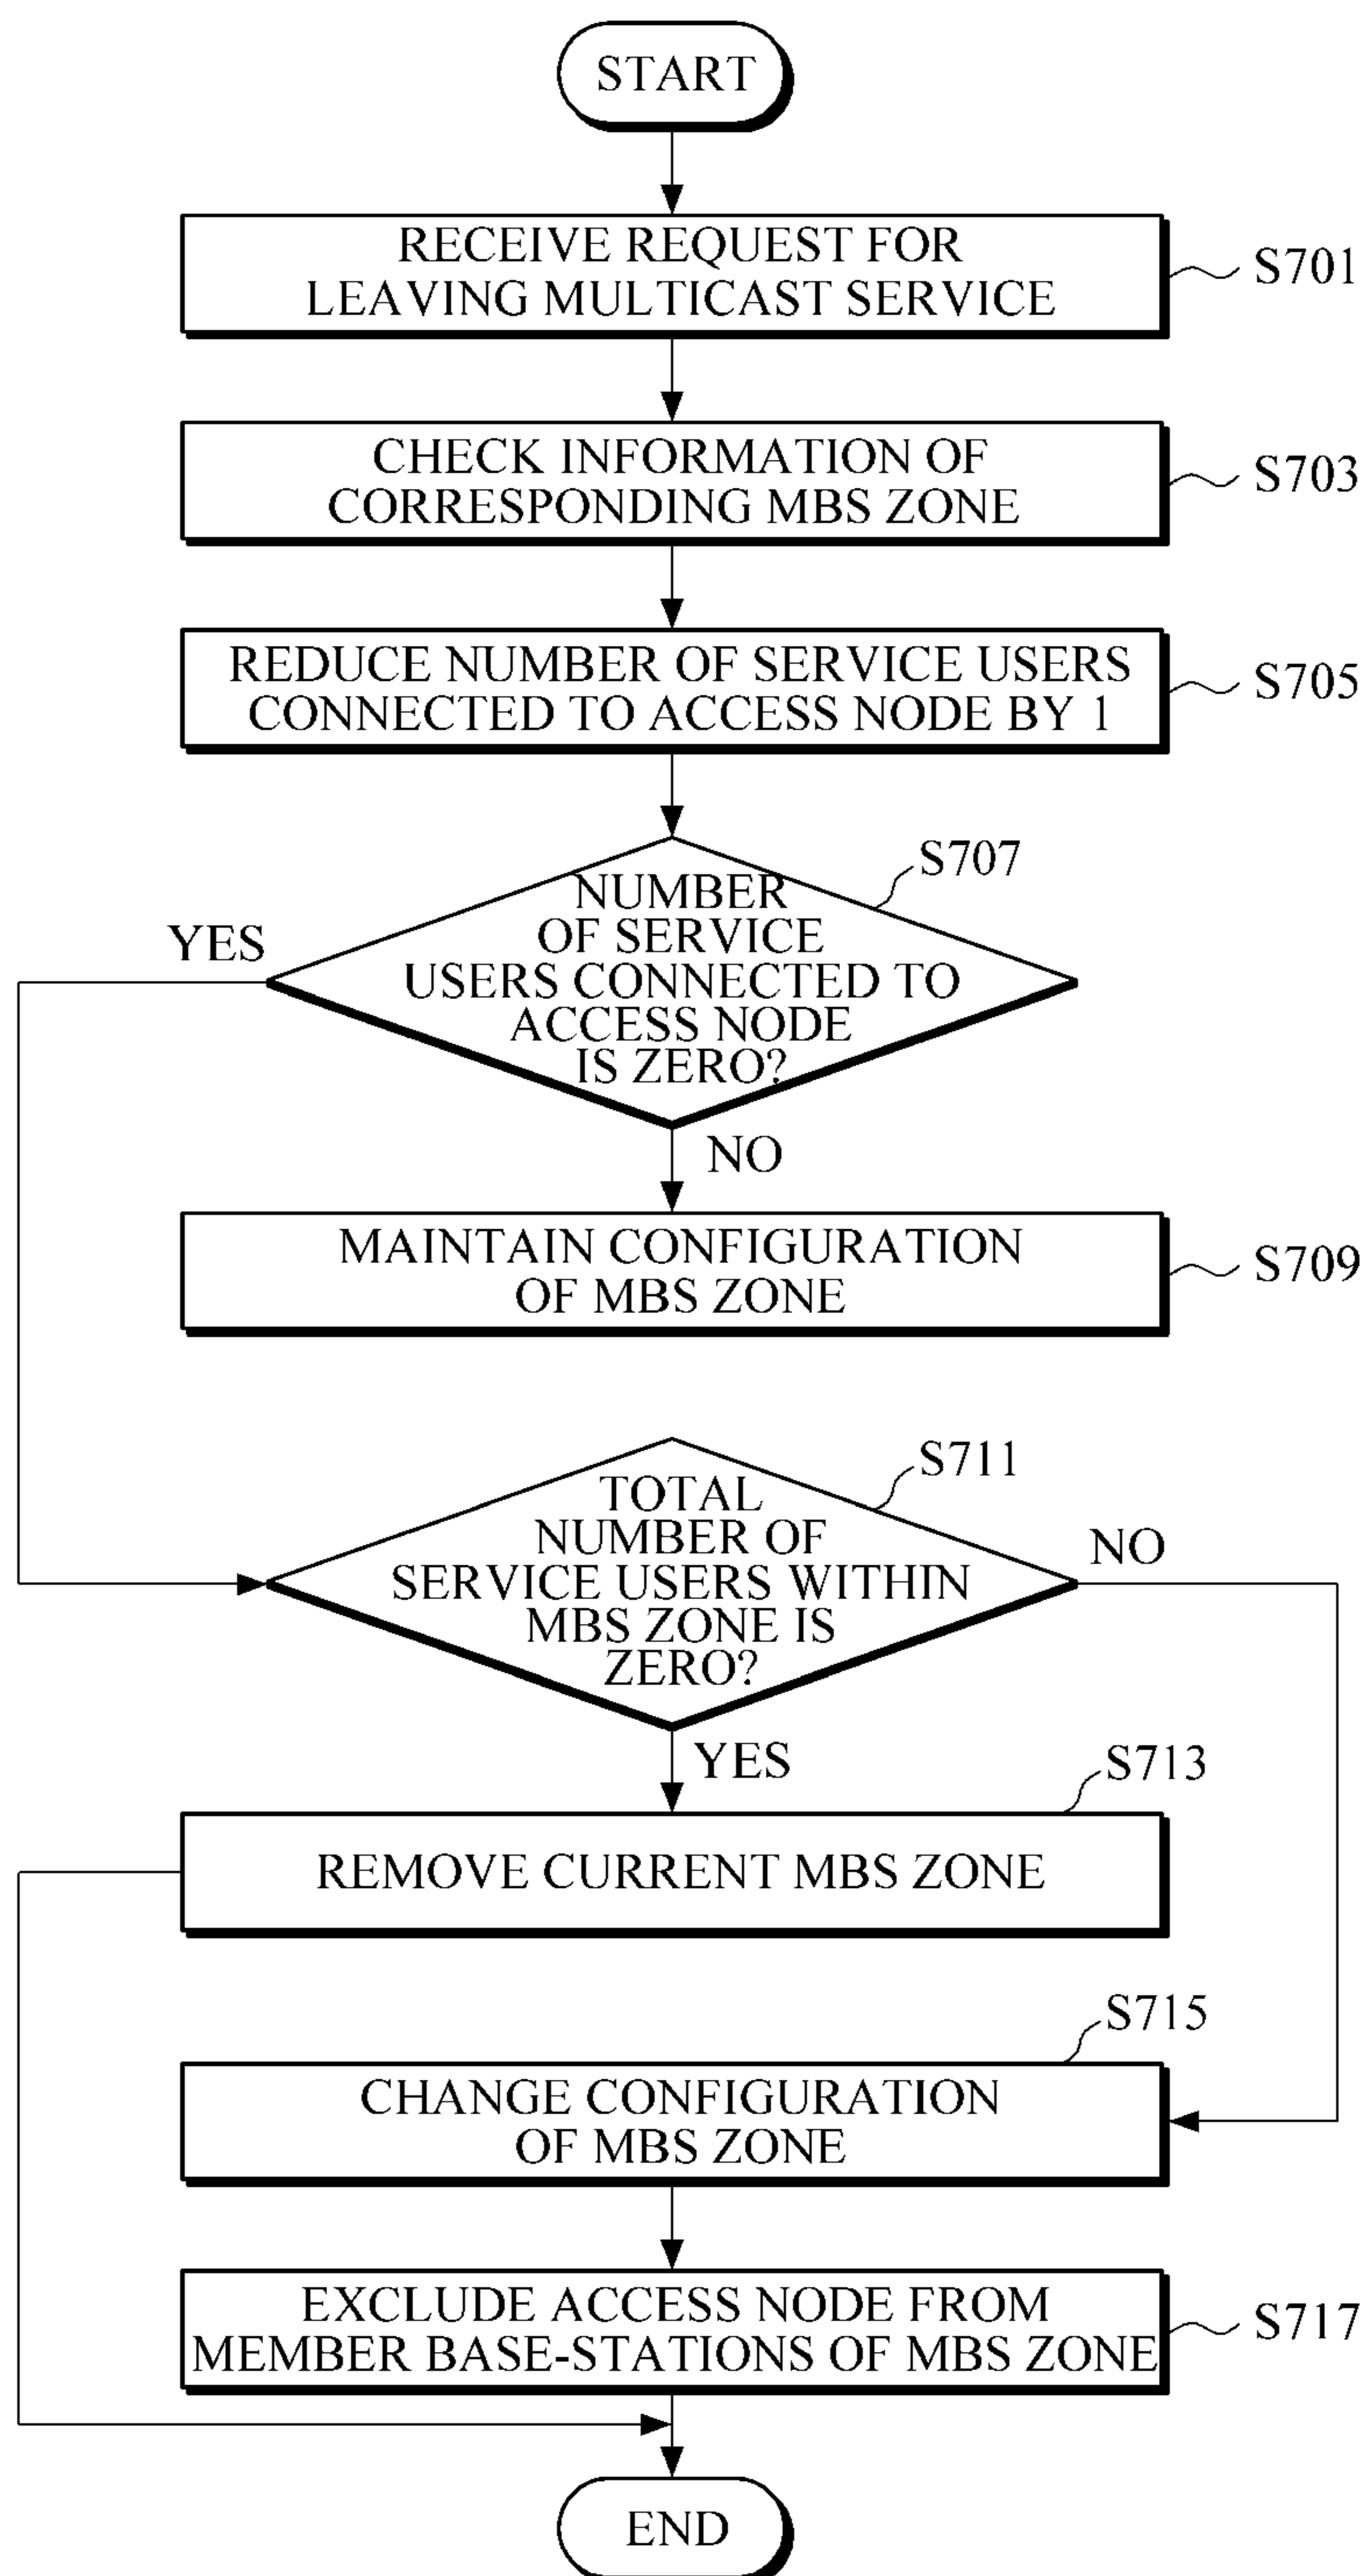 START
RECEIVE REQUEST FOR
LEAVING MULTICAST SERVICE
S701
CHECK INFORMATION OF
CORRESPONDING MBS ZONE
S703
REDUCE NUMBER OF SERVICE USERS
CONNECTED TO ACCESS NODE BY 1
S705
S707
NUMBER
OF SERVICE
USERS CONNECTED TO
ACCESS NODE
IS ZERO?
YES
NO
MAINTAIN CONFIGURATION
OF MBS ZONE
S709
S711
TOTAL
NUMBER OF
SERVICE USERS WITHIN
MBS ZONE IS
ZERO?
NO
YES
S713
REMOVE CURRENT MBS ZONE
S715
CHANGE CONFIGURATION
OF MBS ZONE
EXCLUDE ACCESS NODE FROM
MEMBER BASE-STATIONS OF MBS ZONE
S717
END